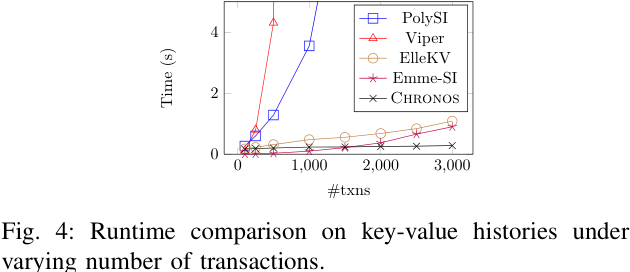 PolySI
Viper
ElleKV
Emme-SI
CHRONOS
Time (s)
4
2
0
0 1,000 2,000 3,000
#txns
Fig. 4: Runtime comparison on key-value histories under
varying number of transactions.